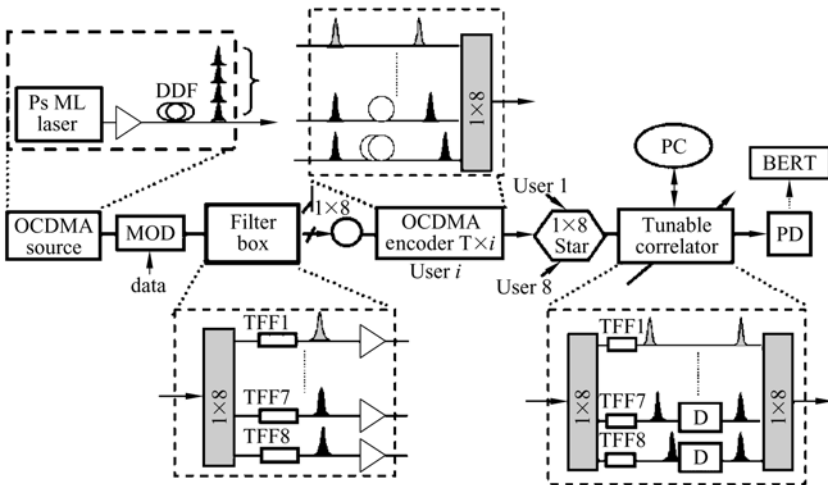 Ps ML
laser
DDF
1×8
PC
BERT
OCDMA
source
MOD
data
Filter
box
1×8
OCDMA
encoder T×i
User i
User 1
1×8
Star
User 8
Tunable
correlator
PD
1×8
TFF1
TFF7
TFF8
1×8
TFF1
TFF7
D
TFF8
D
1×8